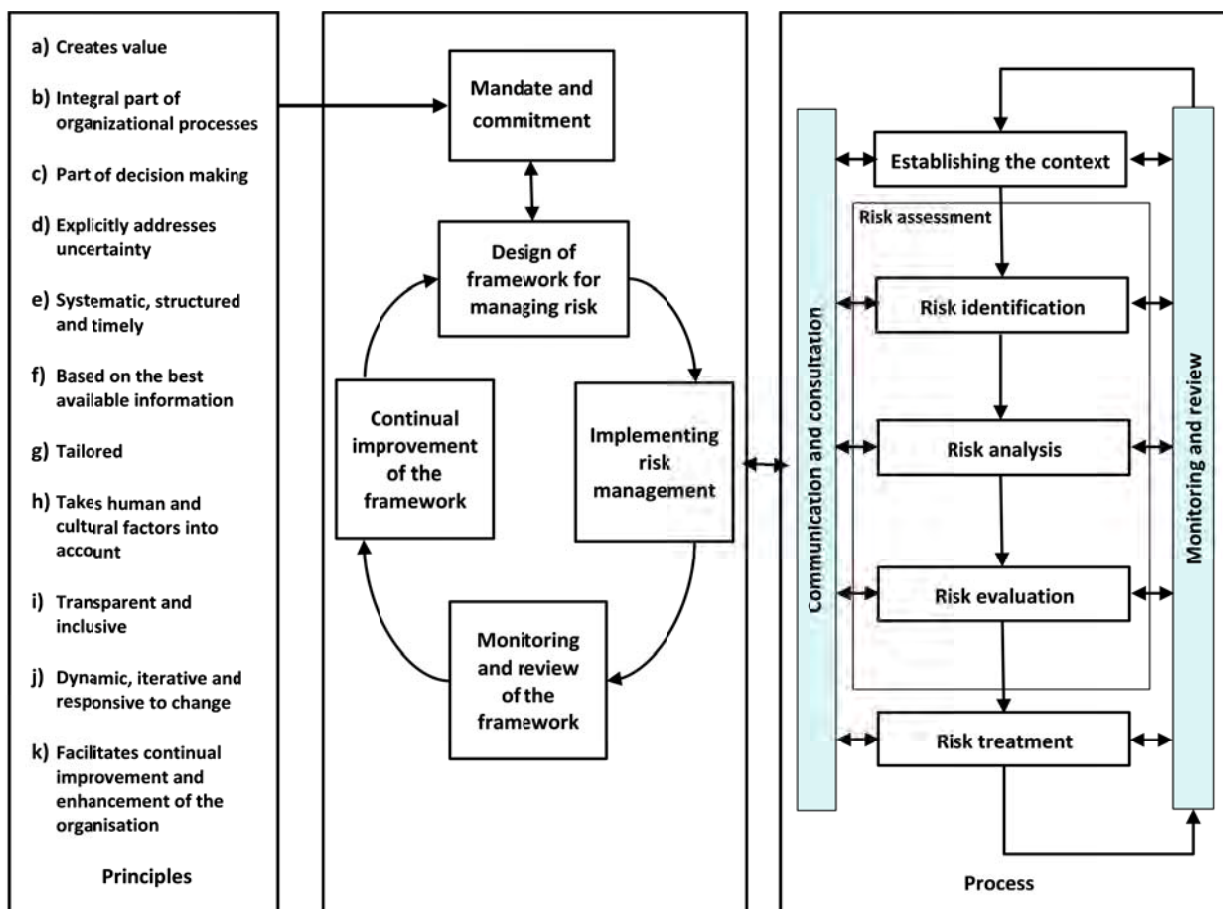 a) Creates value
b) Integral part of
organizational processes
c) Part of decision making
d) Explicitly addresses
uncertainty
e) Systematic, structured
and timely
f) Based on the best
available information
g) Tailored
h) Takes human and
cultural factors into
account
i) Transparent and
inclusive
j) Dynamic, iterative and
responsive to change
k) Facilitates continual
improvement and
enhancement of the
organisation
Principles
Mandate and
commitment
Design of
framework for
managing risk
Continual
improvement
of the
framework
Implementing
risk
management
Monitoring
and review
of the
framework
Communication and consultation
Establishing the context
Risk assessment
Risk identification
Risk analysis
Risk evaluation
Risk treatment
Monitoring and review
Process